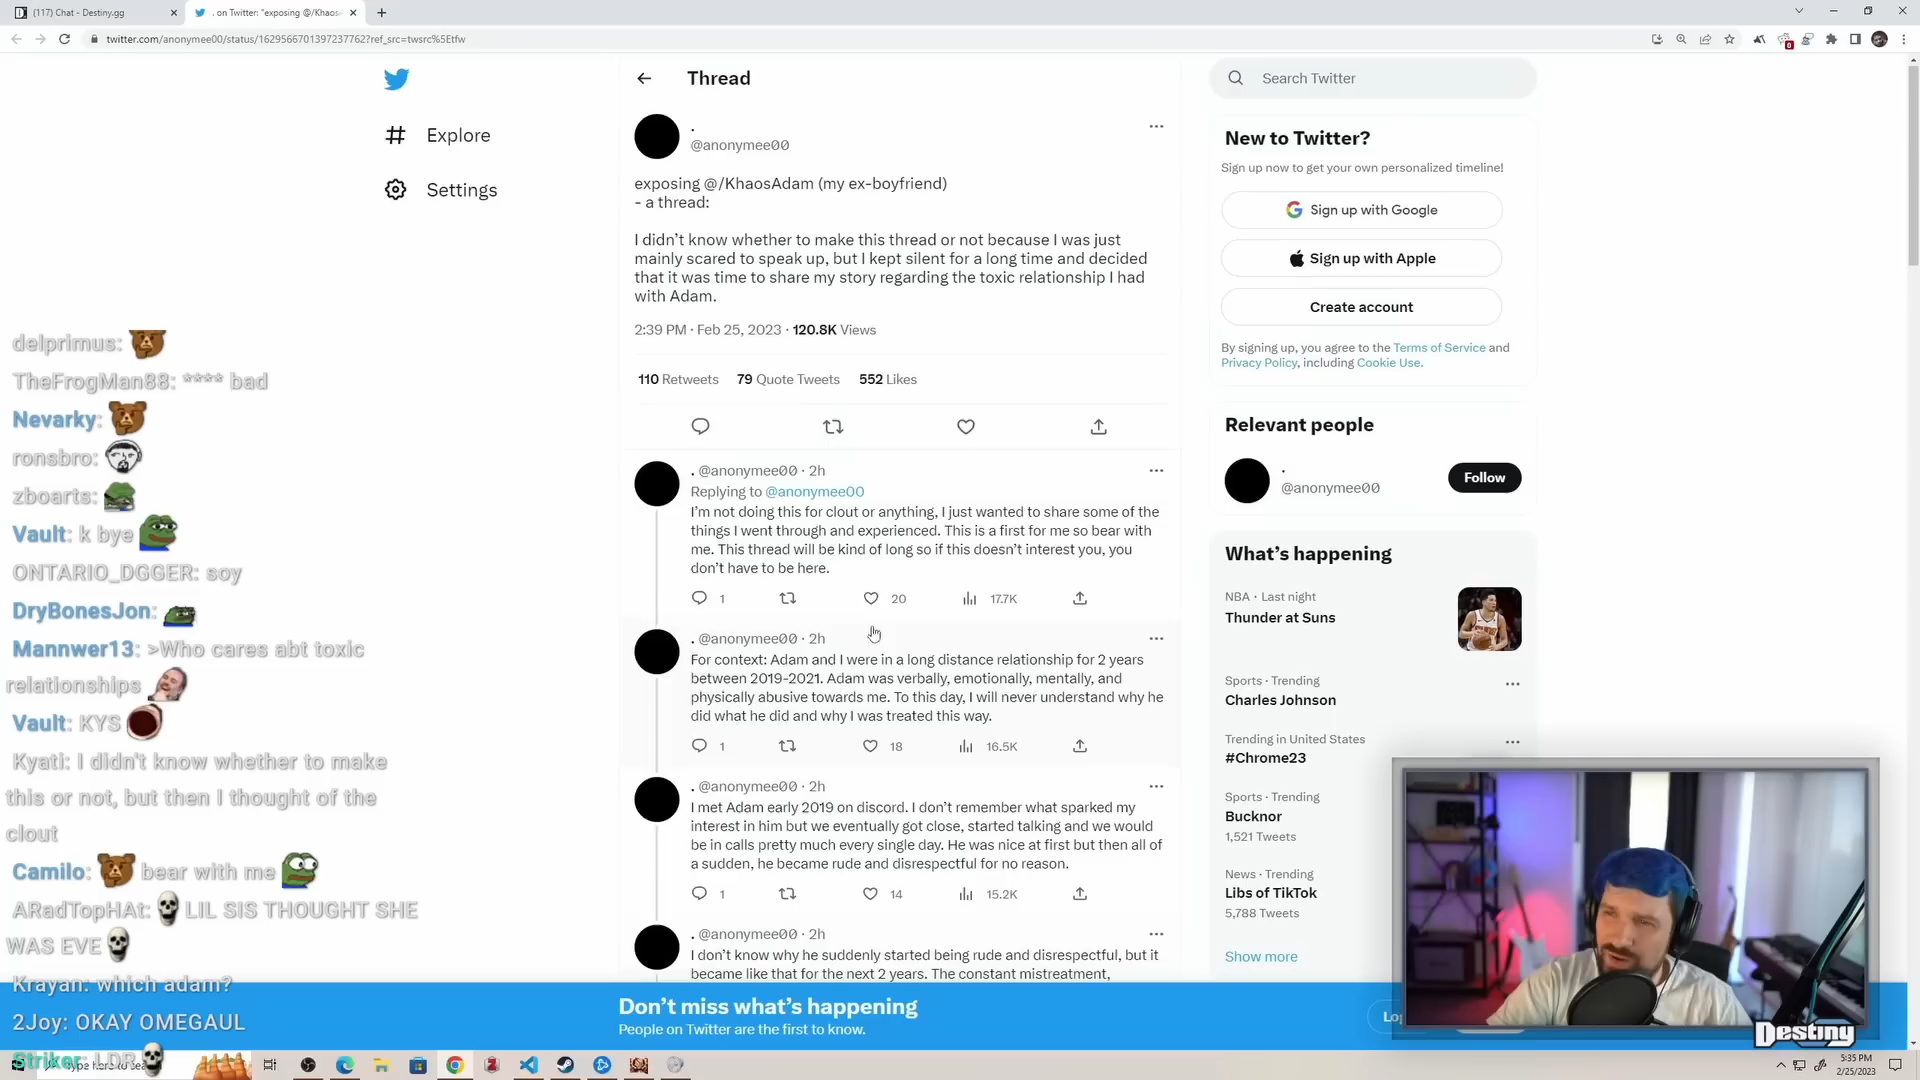 (117) Chat - Destiny.gg
. on Twitter: "exposing @/Khaos
twitter.com/anonymee00/status/1629566701397237762?ref_src=twsrc%5Etfw
Explore
Settings
Thread
.
@anonymee00
exposing @/KhaosAdam (my ex-boyfriend)
- a thread:
I didn't know whether to make this thread or not because I was just
mainly scared to speak up, but I kept silent for a long time and decided
that it was time to share my story regarding the toxic relationship I had
with Adam.
2:39 PM · Feb 25, 2023 · 120.8K Views
110 Retweets 79 Quote Tweets 552 Likes
. @anonymee00 · 2h
Replying to @anonymee00
I'm not doing this for clout or anything, I just wanted to share some of the
things I went through and experienced. This is a first for me so bear with
me. This thread will be kind of long so if this doesn't interest you, you
don't have to be here.
1 20 17.7K
. @anonymee00 · 2h
For context: Adam and I were in a long distance relationship for 2 years
between 2019-2021. Adam was verbally, emotionally, mentally, and
physically abusive towards me. To this day, I will never understand why he
did what he did and why I was treated this way.
1 18 16.5K
. @anonymee00 · 2h
I met Adam early 2019 on discord. I don't remember what sparked my
interest in him but we eventually got close, started talking and we would
be in calls pretty much every single day. He was nice at first but then all of
a sudden, he became rude and disrespectful for no reason.
1 14 15.2K
. @anonymee00 · 2h
I don't know why he suddenly started being rude and disrespectful, but it
became like that for the next 2 years. The constant mistreatment,
Search Twitter
New to Twitter?
Sign up now to get your own personalized timeline!
Sign up with Google
Sign up with Apple
Create account
By signing up, you agree to the Terms of Service and
Privacy Policy, including Cookie Use.
Relevant people
.
@anonymee00
Follow
What's happening
NBA · Last night
Thunder at Suns
Sports · Trending
Charles Johnson
Trending in United States
#Chrome23
Sports · Trending
Bucknor
1,521 Tweets
News · Trending
Libs of TikTok
5,788 Tweets
Show more
delprimus:
TheFrogMan88: **** bad
Nevarky:
ronsbro:
zboarts:
Vault: k bye
ONTARIO_DGGER: soy
DryBonesJon:
Mannwer13: >Who cares abt toxic
relationships
Vault: KYS
Kyati: I didn't know whether to make
this or not, but then I thought of the
clout
Camilo: bear with me
ARadTopHAt: LIL SIS THOUGHT SHE
WAS EVE
Krayan: which adam?
2Joy: OKAY OMEGAUL
Striker: LDR
Don't miss what's happening
People on Twitter are the first to know.
Destiny
Type here to
5:35 PM
2/25/2023